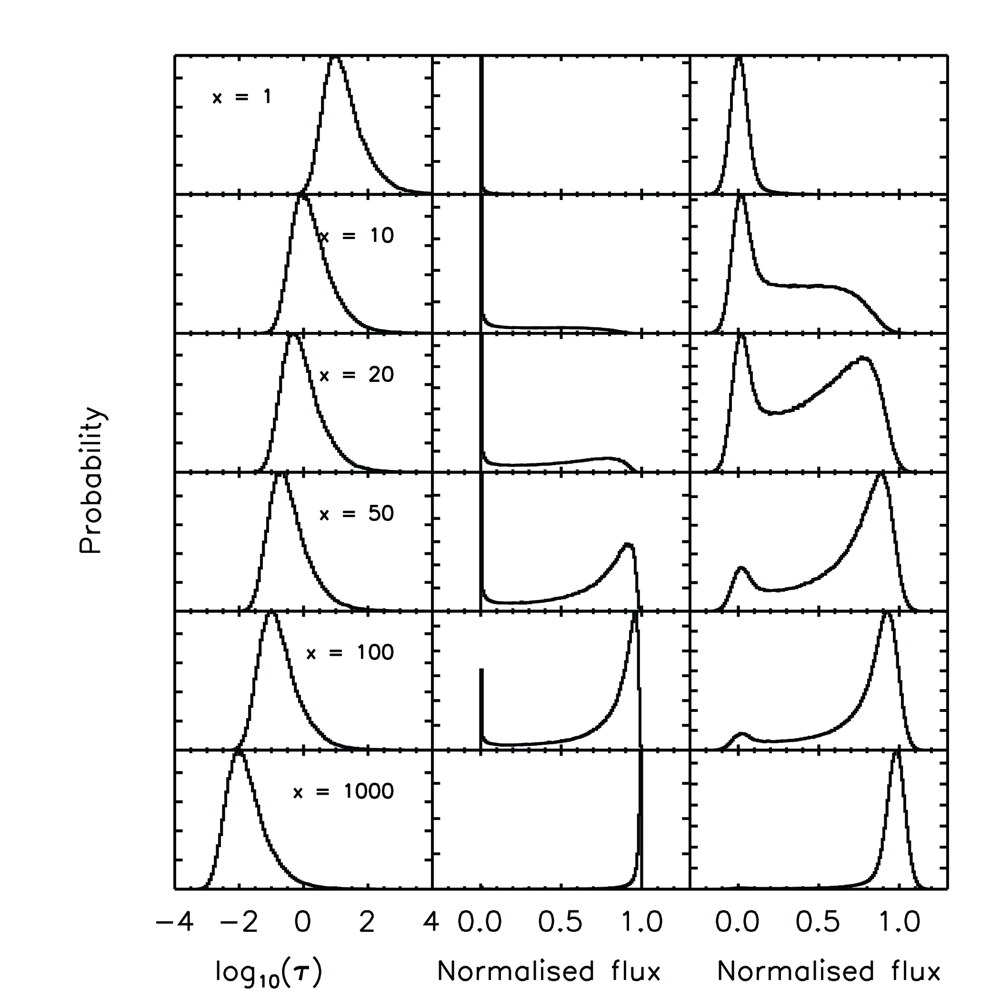 x = 1
x = 10
x = 20
x = 50
x = 100
x = 1000
Probability
−4 −2 0 2 4 0.0 0.5 1.0 0.0 0.5 1.0
log₁₀(τ) Normalised flux Normalised flux